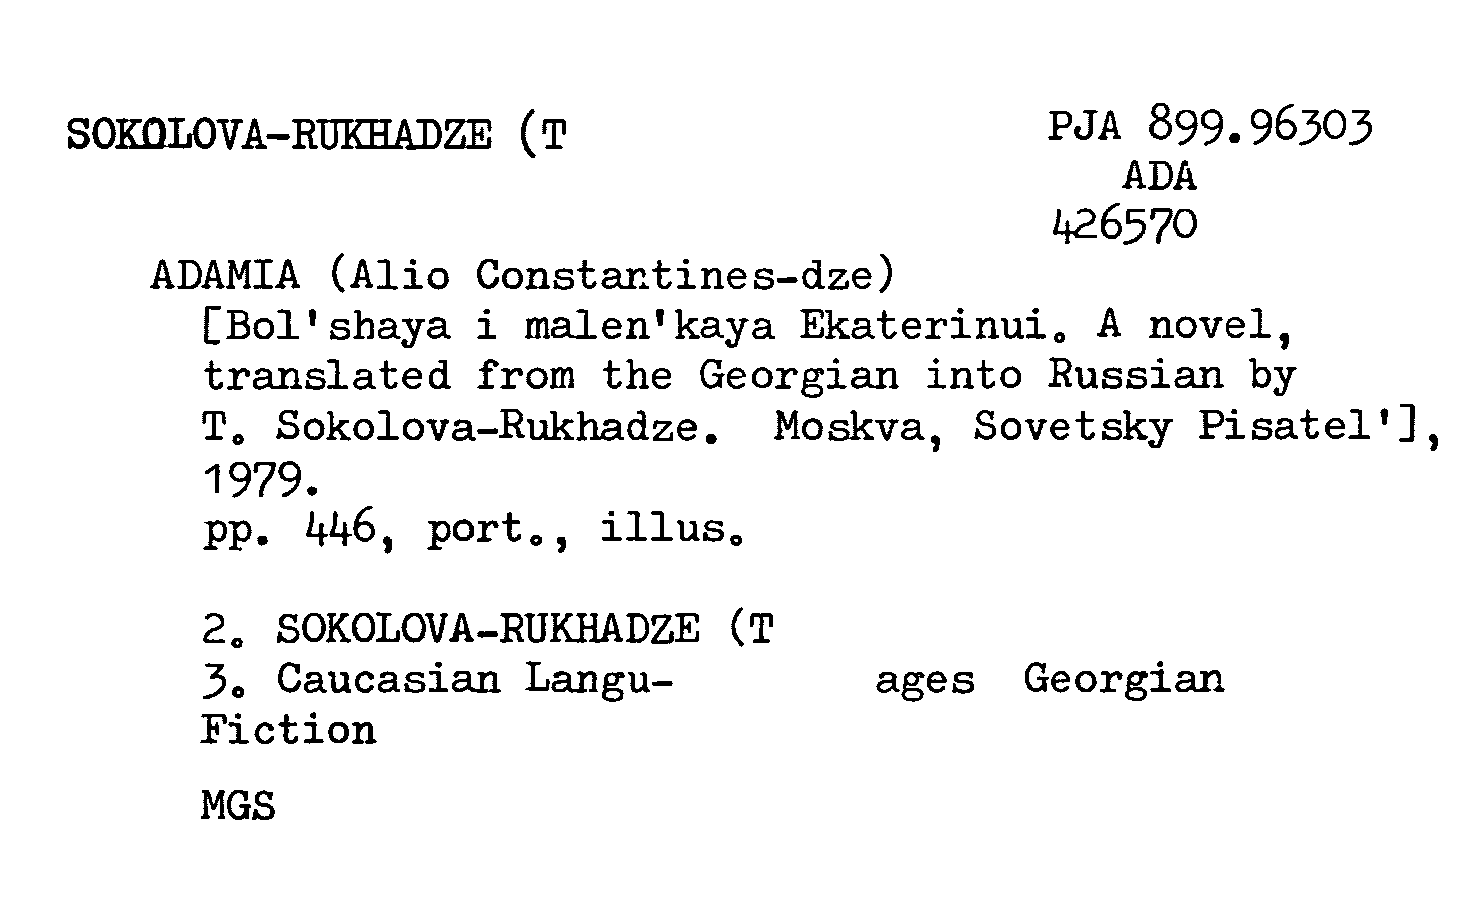 SOKOLOVA-RUKHADZE (T
PJA 899.96303
ADA
426570
ADAMIA (Alio Constantines-dze)
[Bol'shaya i malen'kaya Ekaterinui. A novel,
translated from the Georgian into Russian by
T. Sokolova-Rukhadze. Moskva, Sovetsky Pisatel'],
1979.
pp. 446, port., illus.
2. SOKOLOVA-RUKHADZE (T
3. Caucasian Langu- ages Georgian
Fiction
MGS